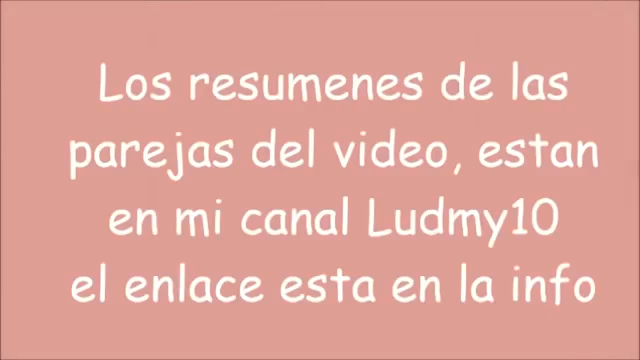 Los resumenes de las
parejas del video, estan
en mi canal Ludmy10
el enlace esta en la info